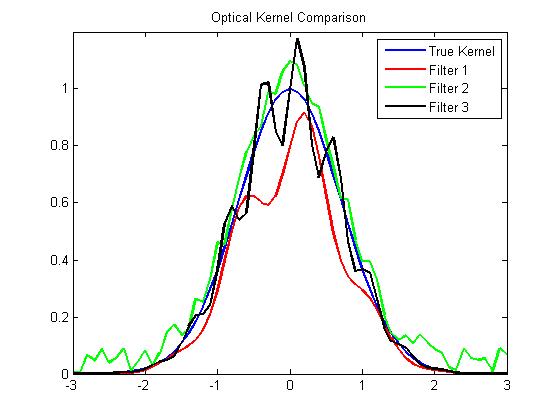 Optical Kernel Comparison
True Kernel
Filter 1
Filter 2
Filter 3
1
0.8
0.6
0.4
0.2
0
-3 -2 -1 0 1 2 3